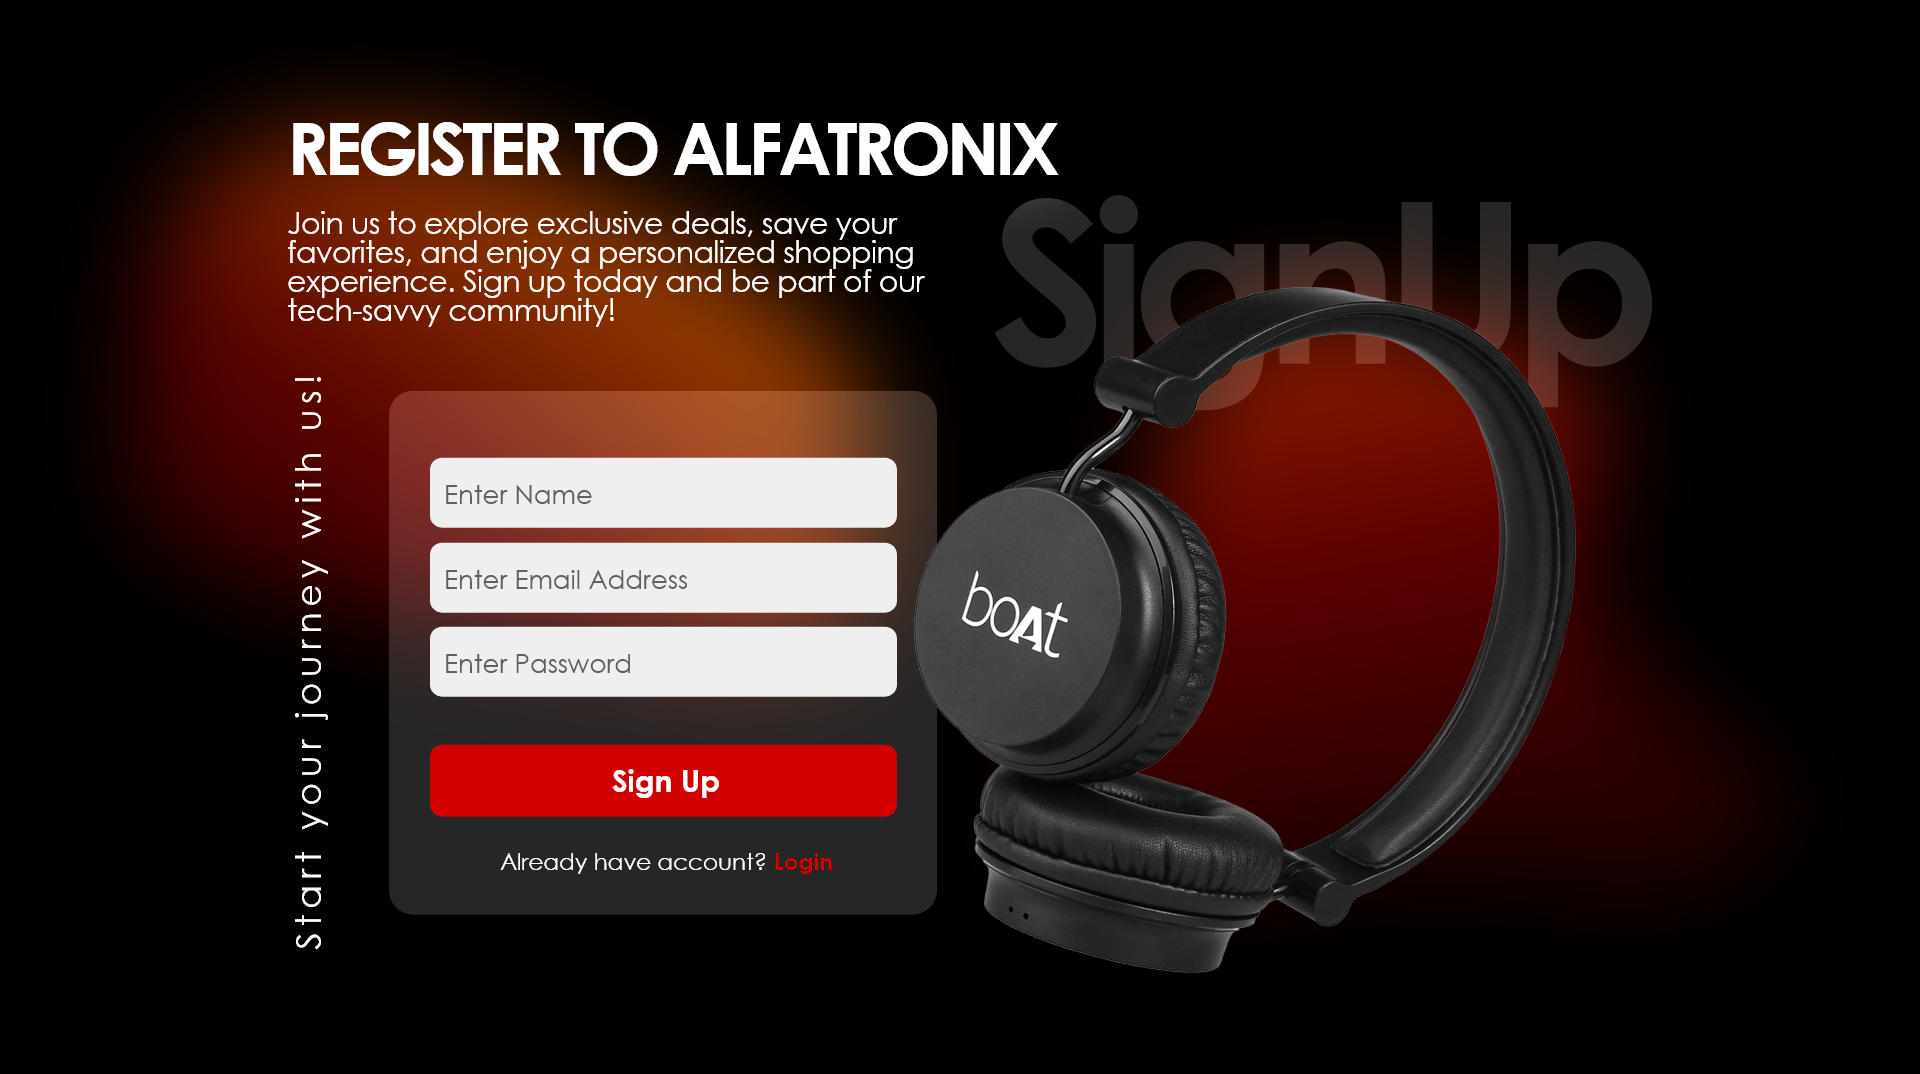 REGISTER TO ALFATRONIX
Join us to explore exclusive deals, save your
favorites, and enjoy a personalized shopping
experience. Sign up today and be part of our
tech-savvy community!
SignUp
Start your journey with us!
Enter Name
Enter Email Address
Enter Password
Sign Up
Already have account? Login
boAt